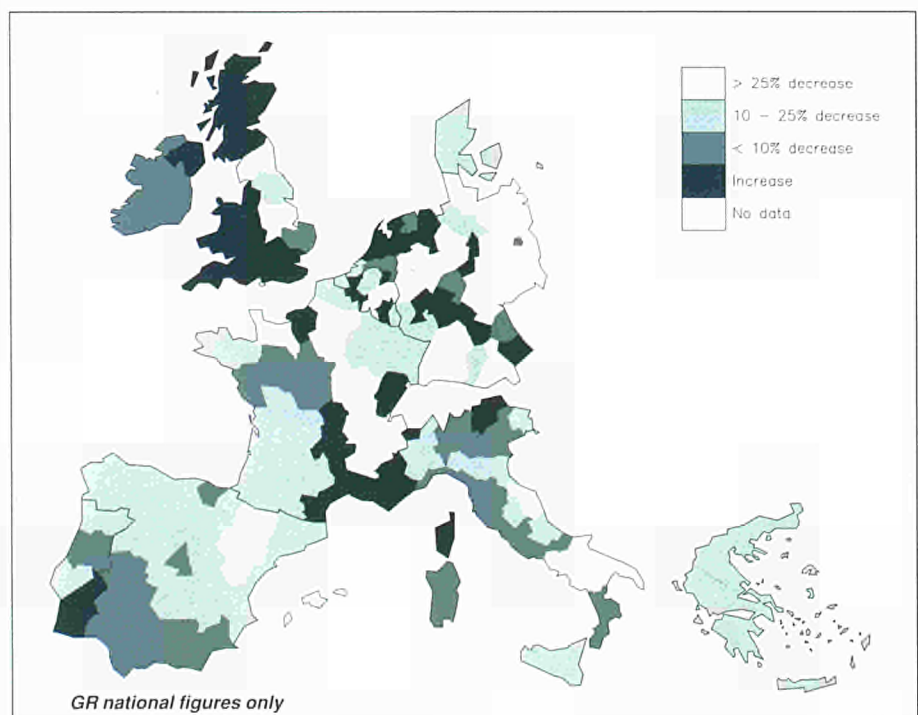 > 25% decrease
10 – 25% decrease
< 10% decrease
Increase
No data
GR national figures only